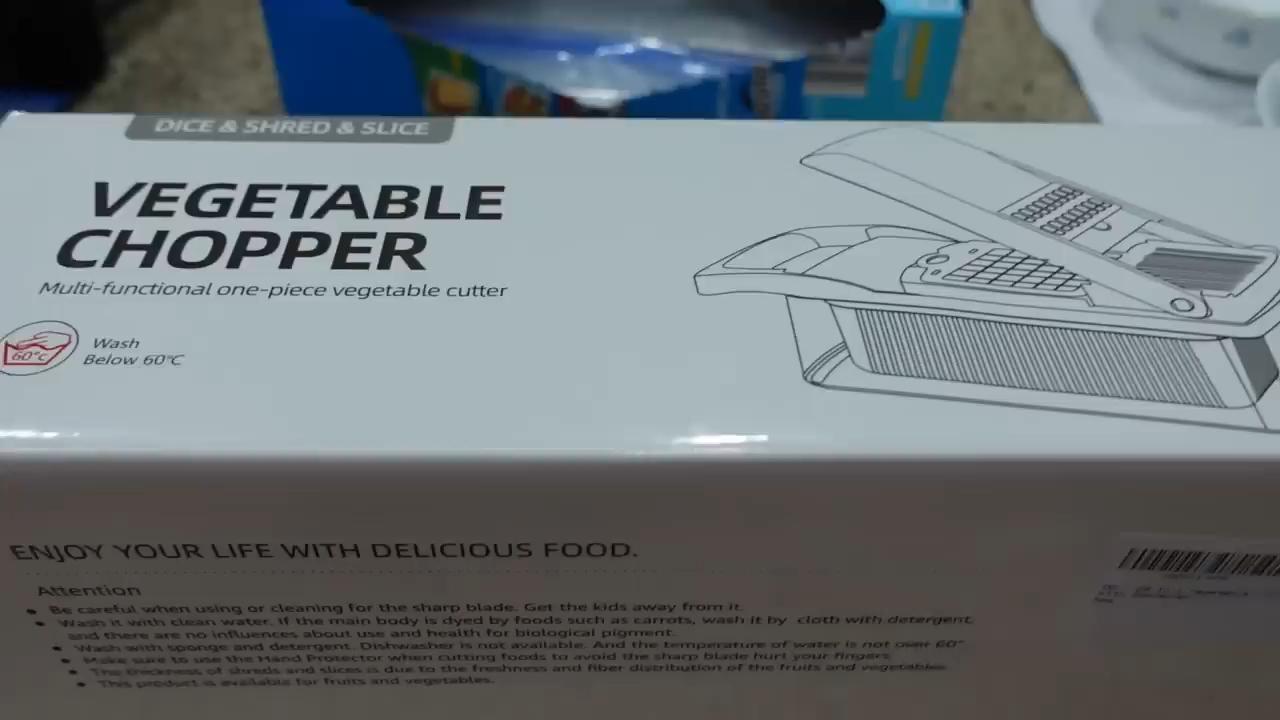 DICE & SHRED & SLICE
VEGETABLE
CHOPPER
Multi-functional one-piece vegetable cutter
60°C
Wash
Below 60°C
ENJOY YOUR LIFE WITH DELICIOUS FOOD.
Attention
• Be careful when using or cleaning for the sharp blade. Get the kids away from it.
• Wash it with clean water. If the main body is dyed by foods such as carrots, wash it by cloth with detergent,
and there are no influences about use and health for biological pigment.
• Wash with sponge and detergent. Dishwasher is not available. And the temperature of water is not over 60°
• Make sure to use the Hand Protector when cutting foods to avoid the sharp blade hurt your fingers.
• The thickness of shreds and slices is due to the freshness and fiber distribution of the fruits and vegetables.
• This product is available for fruits and vegetables.